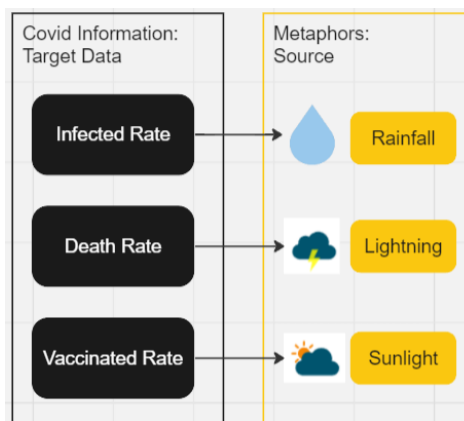 Covid Information:
Target Data
Metaphors:
Source
Infected Rate
Rainfall
Death Rate
Lightning
Vaccinated Rate
Sunlight